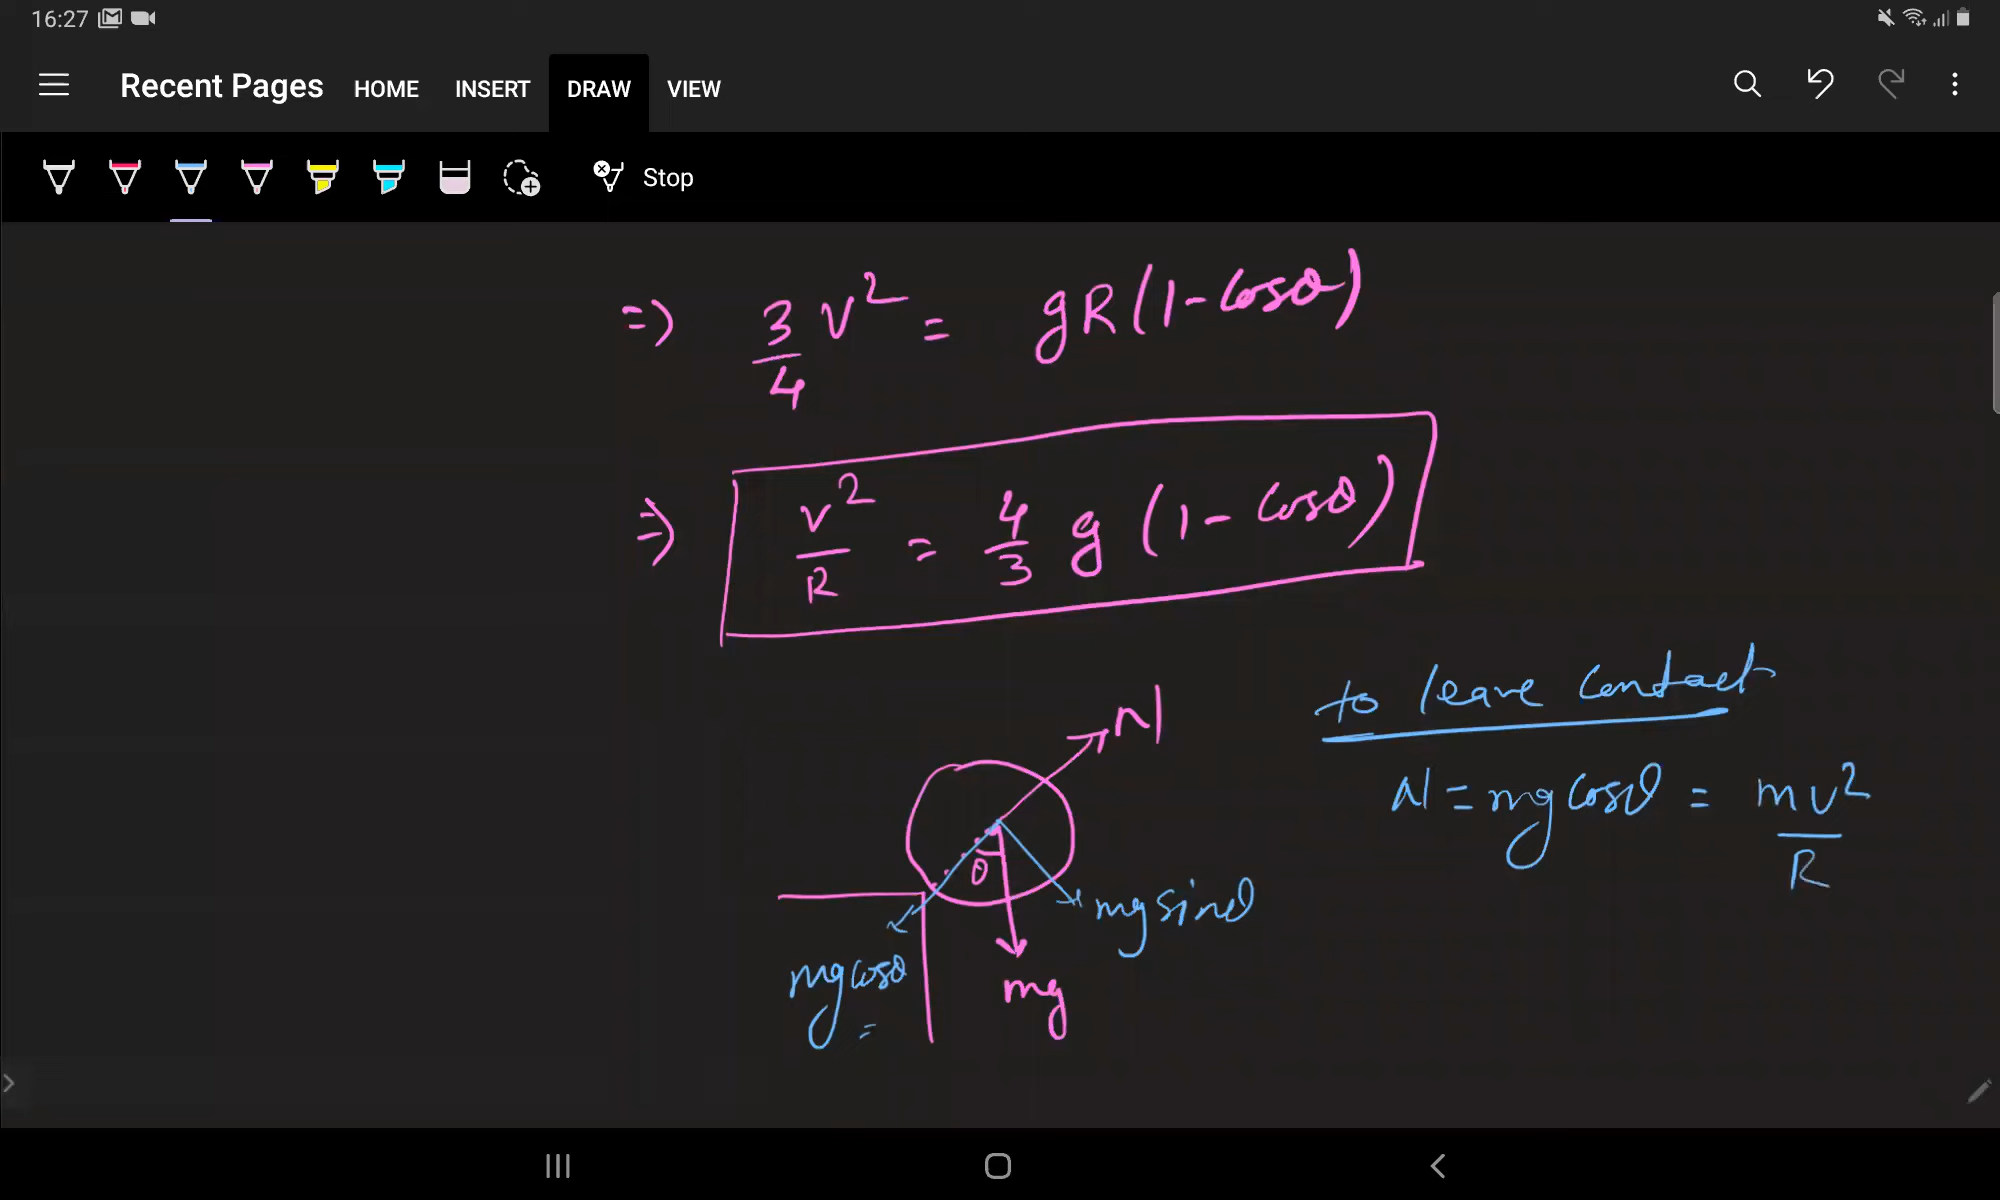 16:27
Recent Pages HOME INSERT DRAW VIEW
Stop
=> 3/4 v² = gR(1-cosθ)
=> v²/R = 4/3 g (1-cosθ)
to leave contact
N
N = mg cosθ = mv²/R
θ
mg sinθ
mg cosθ =
mg